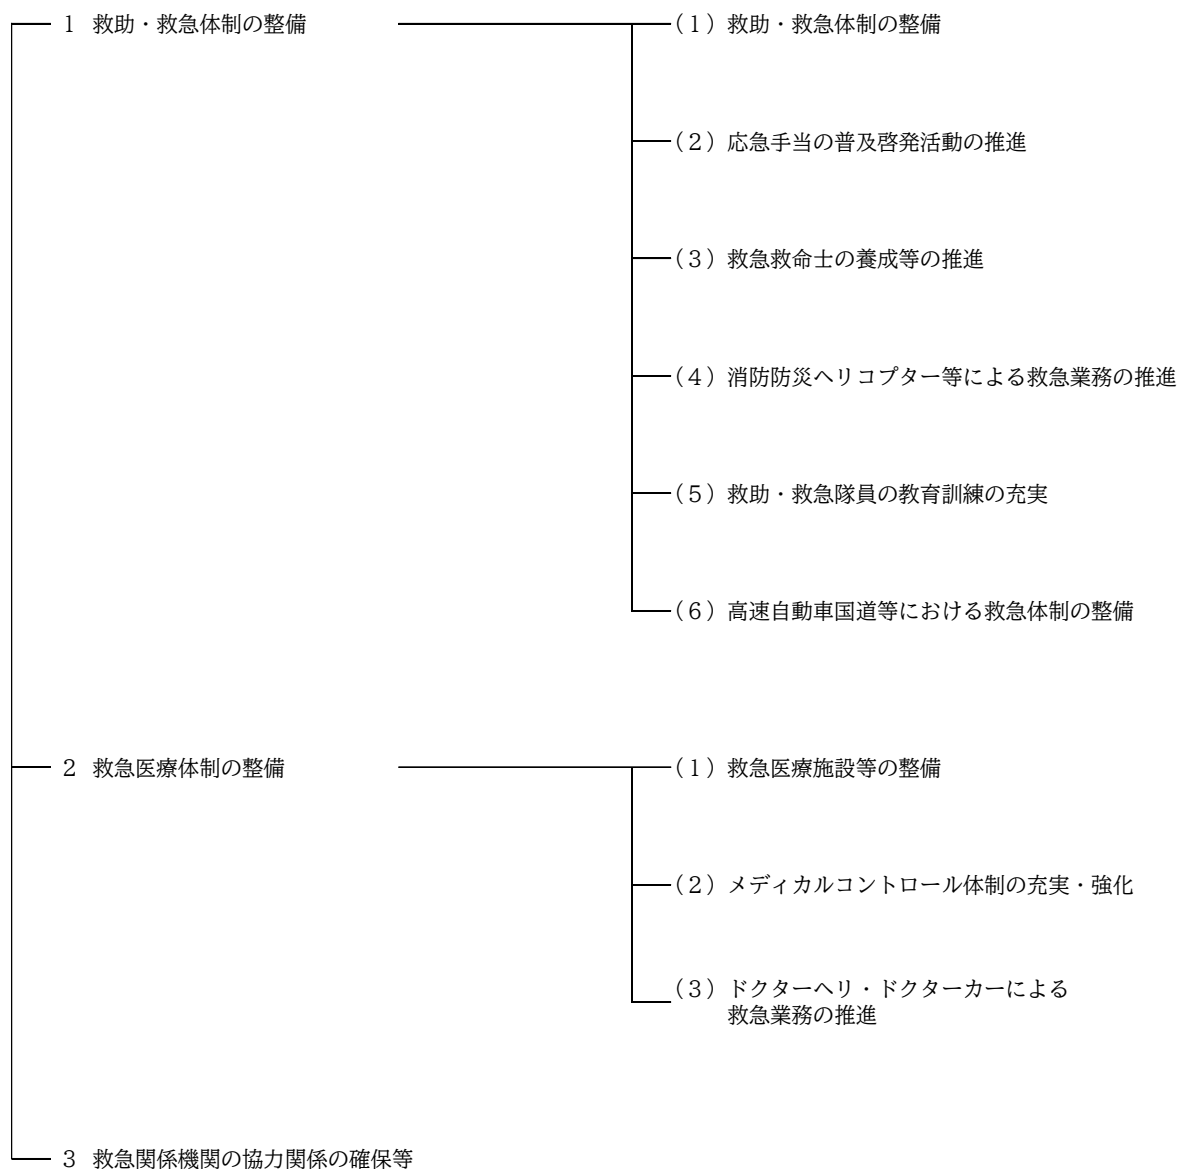 1 救助・救急体制の整備
(1)救助・救急体制の整備
(2)応急手当の普及啓発活動の推進
(3)救急救命士の養成等の推進
(4)消防防災ヘリコプター等による救急業務の推進
(5)救助・救急隊員の教育訓練の充実
(6)高速自動車国道等における救急体制の整備
2 救急医療体制の整備
(1)救急医療施設等の整備
(2)メディカルコントロール体制の充実・強化
(3)ドクターヘリ・ドクターカーによる
救急業務の推進
3 救急関係機関の協力関係の確保等